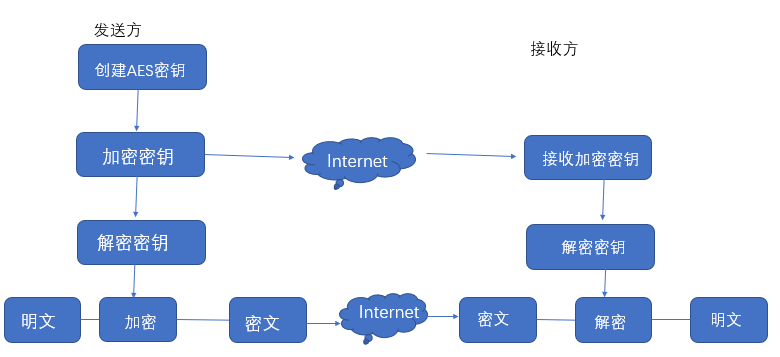 发送方
接收方
创建AES密钥
加密密钥
Internet
接收加密密钥
解密密钥
解密密钥
明文
加密
密文
Internet
密文
解密
明文